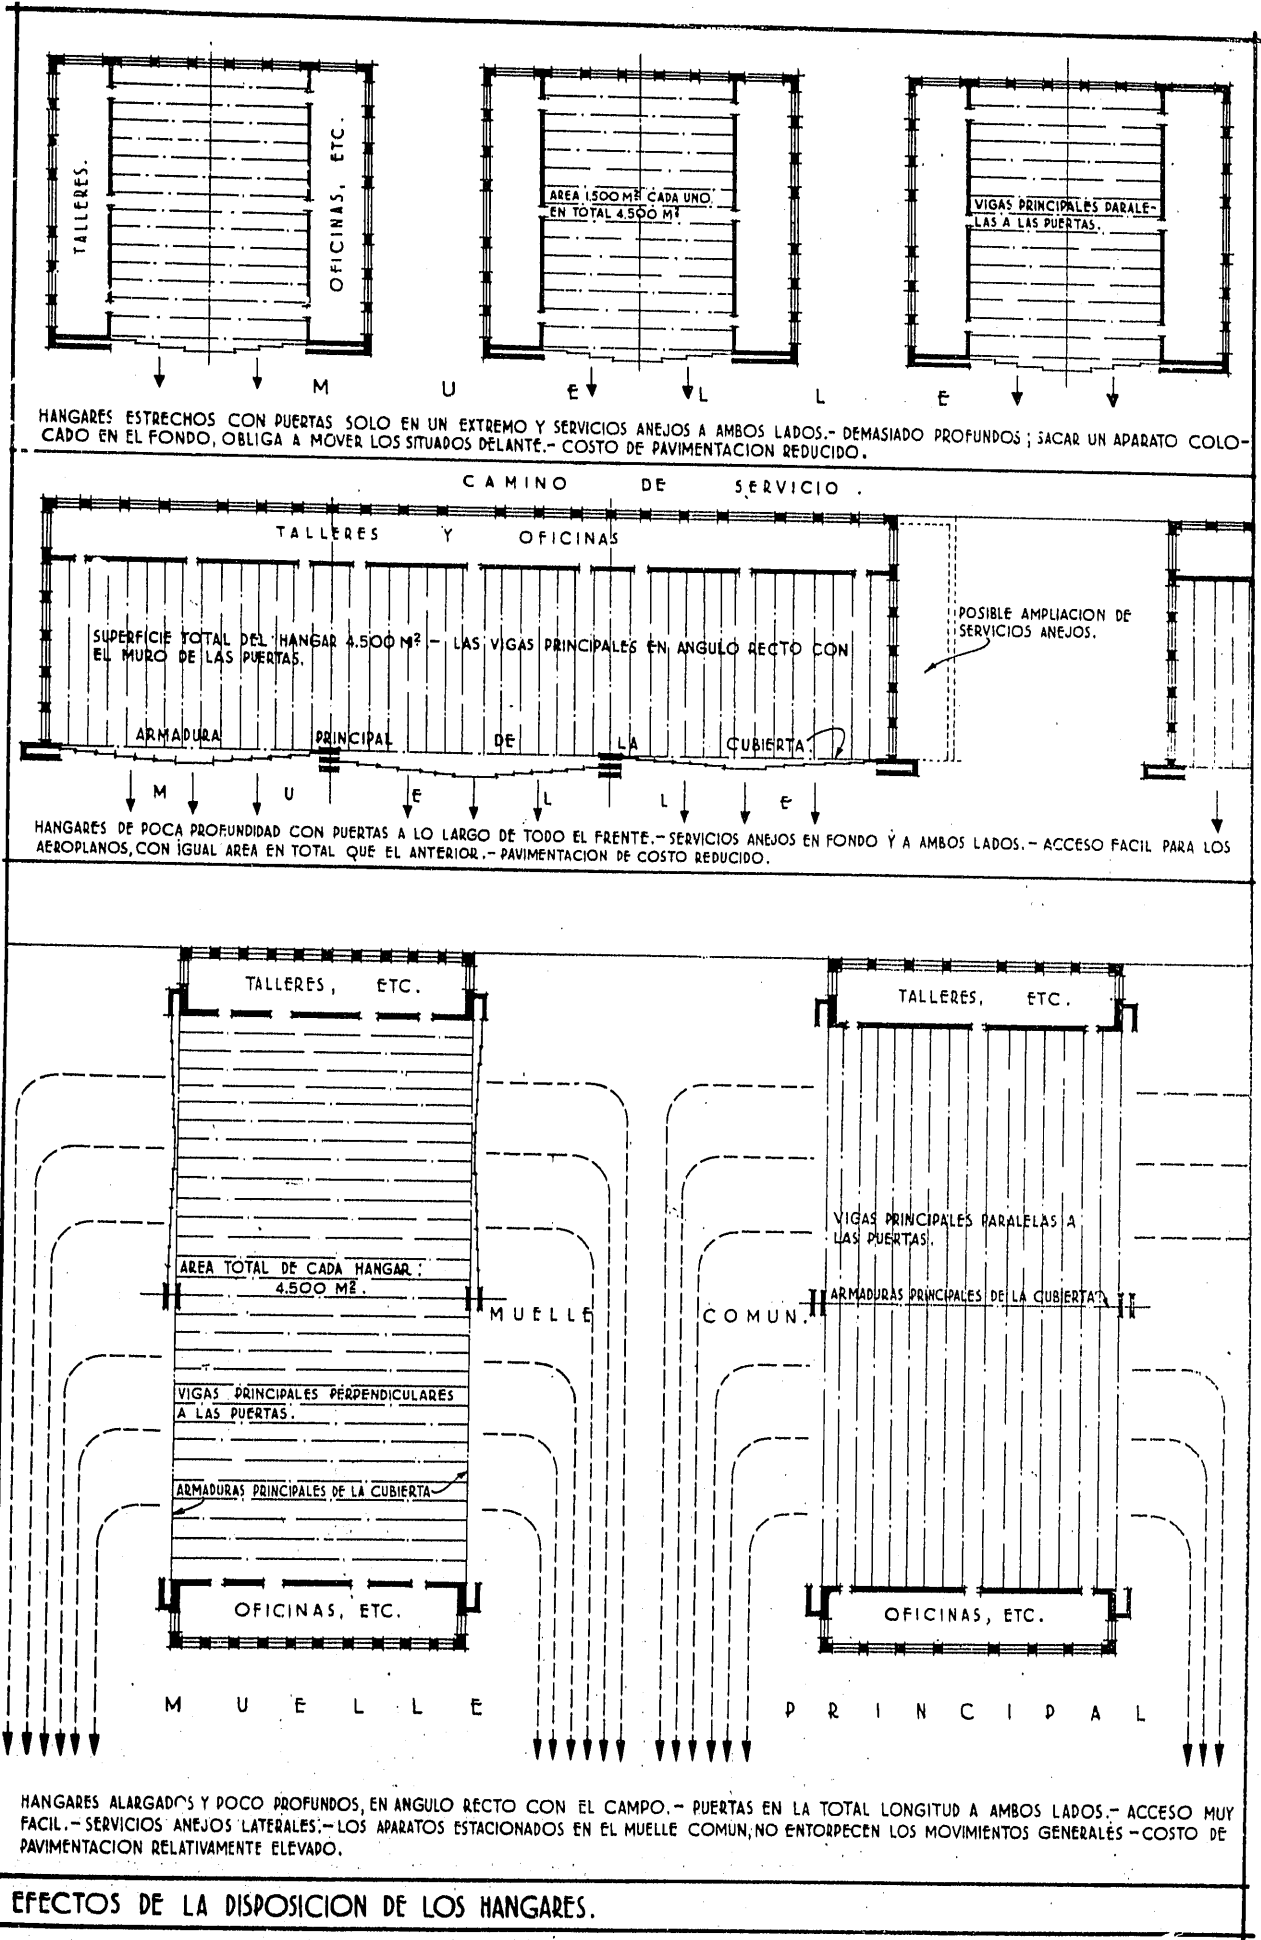 TALLERES.
OFICINAS, ETC.
AREA 1.500 M² CADA UNO.
EN TOTAL 4.500 M²
VIGAS PRINCIPALES PARALE-
LAS A LAS PUERTAS.
M U E L L E
HANGARES ESTRECHOS CON PUERTAS SOLO EN UN EXTREMO Y SERVICIOS ANEJOS A AMBOS LADOS.- DEMASIADO PROFUNDOS; SACAR UN APARATO COLO-
CADO EN EL FONDO, OBLIGA A MOVER LOS SITUADOS DELANTE.- COSTO DE PAVIMENTACION REDUCIDO.
CAMINO DE SERVICIO.
TALLERES Y OFICINAS
SUPERFICIE TOTAL DEL HANGAR 4.500 M² - LAS VIGAS PRINCIPALES EN ANGULO RECTO CON
EL MURO DE LAS PUERTAS.
POSIBLE AMPLIACION DE
SERVICIOS ANEJOS.
ARMADURA PRINCIPAL DE LA CUBIERTA.
M U E L L E
HANGARES DE POCA PROFUNDIDAD CON PUERTAS A LO LARGO DE TODO EL FRENTE.- SERVICIOS ANEJOS EN FONDO Y A AMBOS LADOS.- ACCESO FACIL PARA LOS
AEROPLANOS, CON IGUAL AREA EN TOTAL QUE EL ANTERIOR.- PAVIMENTACION DE COSTO REDUCIDO.
TALLERES, ETC.
TALLERES, ETC.
VIGAS PRINCIPALES PARALELAS A
LAS PUERTAS.
AREA TOTAL DE CADA HANGAR:
4.500 M².
ARMADURAS PRINCIPALES DE LA CUBIERTA
MUELLE COMUN.
VIGAS PRINCIPALES PERPENDICULARES
A LAS PUERTAS.
ARMADURAS PRINCIPALES DE LA CUBIERTA
OFICINAS, ETC.
OFICINAS, ETC.
M U E L L E P R I N C I P A L
HANGARES ALARGADOS Y POCO PROFUNDOS, EN ANGULO RECTO CON EL CAMPO.- PUERTAS EN LA TOTAL LONGITUD A AMBOS LADOS.- ACCESO MUY
FACIL.- SERVICIOS ANEJOS LATERALES.- LOS APARATOS ESTACIONADOS EN EL MUELLE COMUN, NO ENTORPECEN LOS MOVIMIENTOS GENERALES - COSTO DE
PAVIMENTACION RELATIVAMENTE ELEVADO.
EFECTOS DE LA DISPOSICION DE LOS HANGARES.